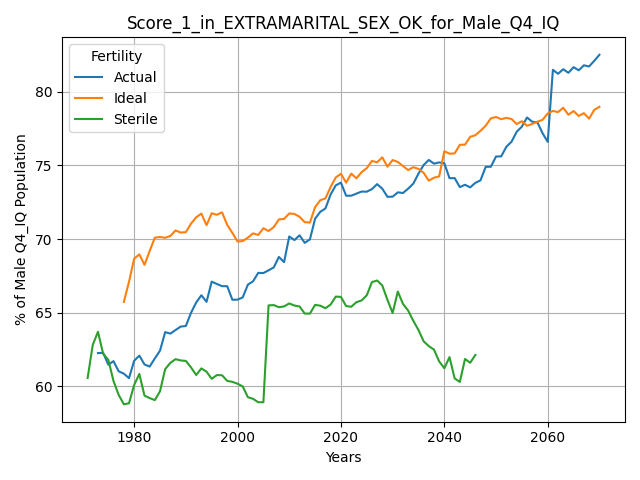 Score_1_in_EXTRAMARITAL_SEX_OK_for_Male_Q4_IQ
Fertility
Actual
Ideal
Sterile
% of Male Q4_IQ Population
80
75
70
65
60
1980
2000
2020
2040
2060
Years